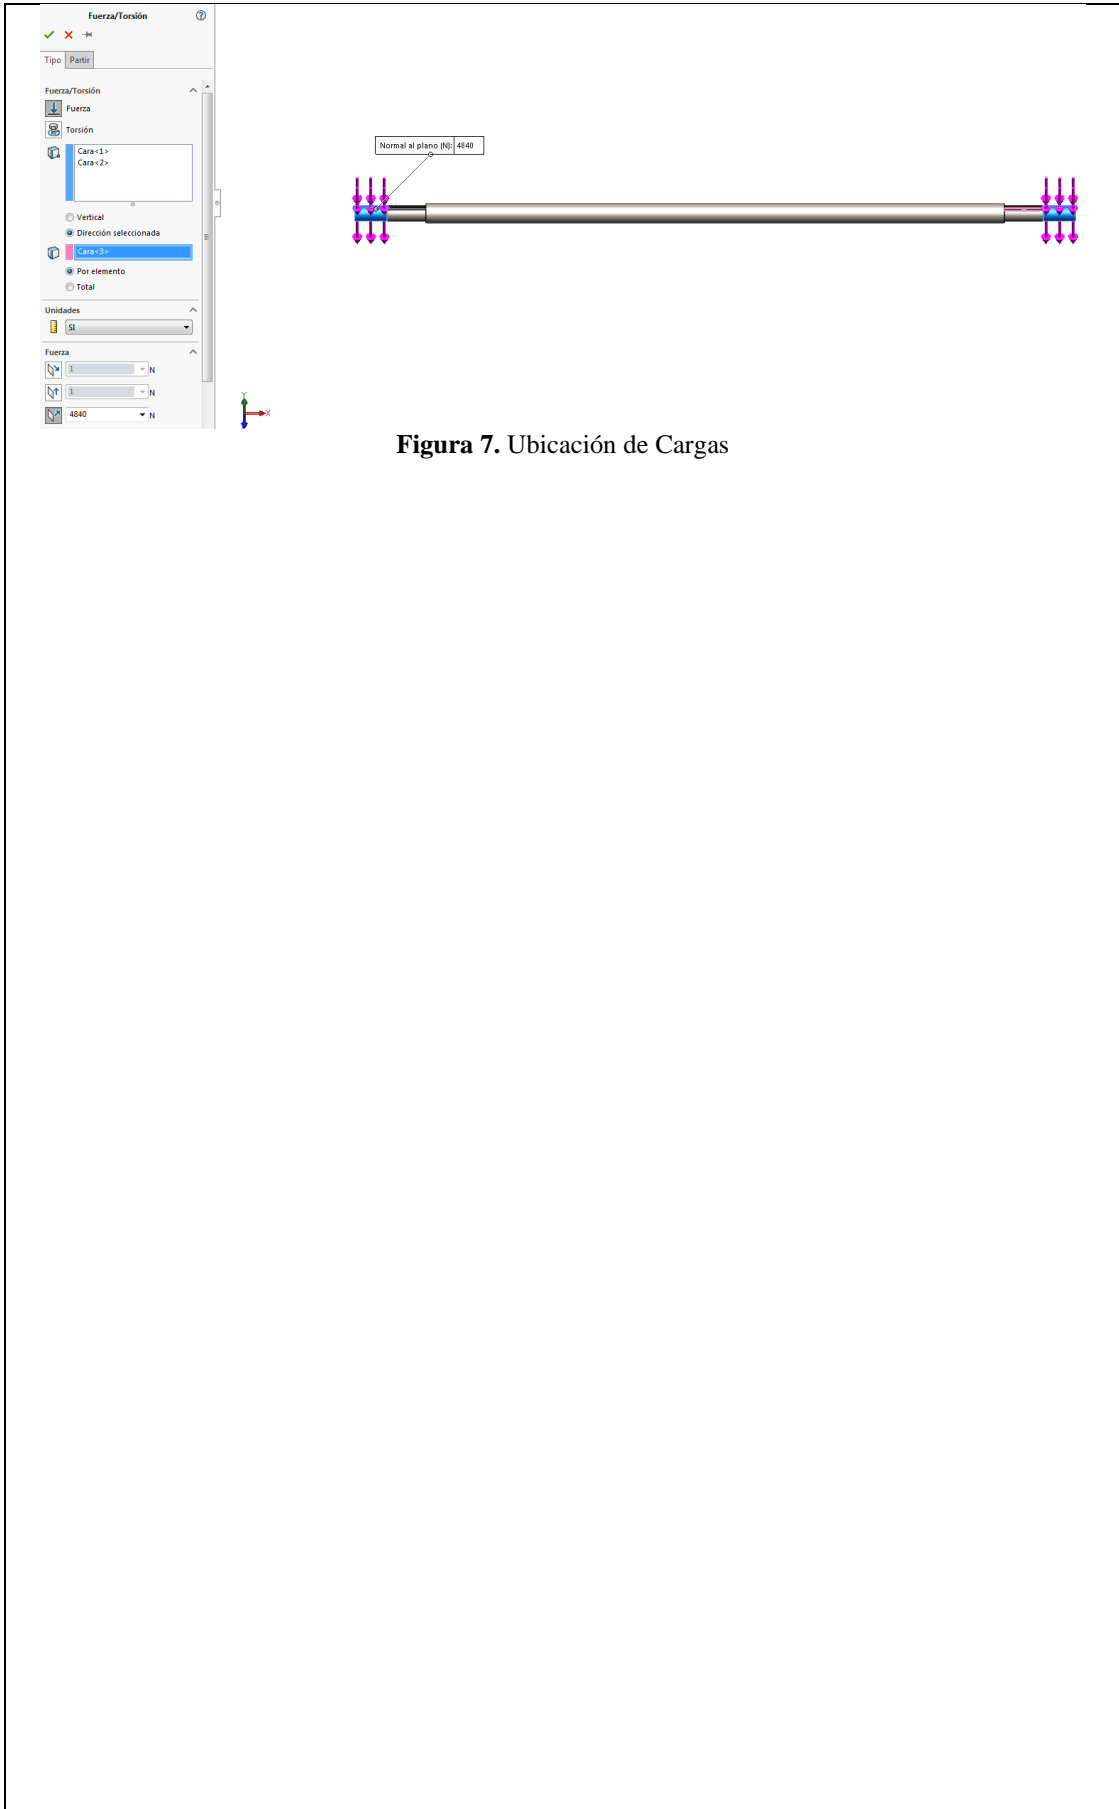 Fuerza/Torsión
Tipo Partir
Fuerza/Torsión
Fuerza
Torsión
Cara<1>
Cara<2>
Vertical
Dirección seleccionada
Cara<3>
Por elemento
Total
Unidades
SI
Fuerza
1 N
1 N
4840 N
Normal al plano (N): 4840
Y
X
Figura 7. Ubicación de Cargas